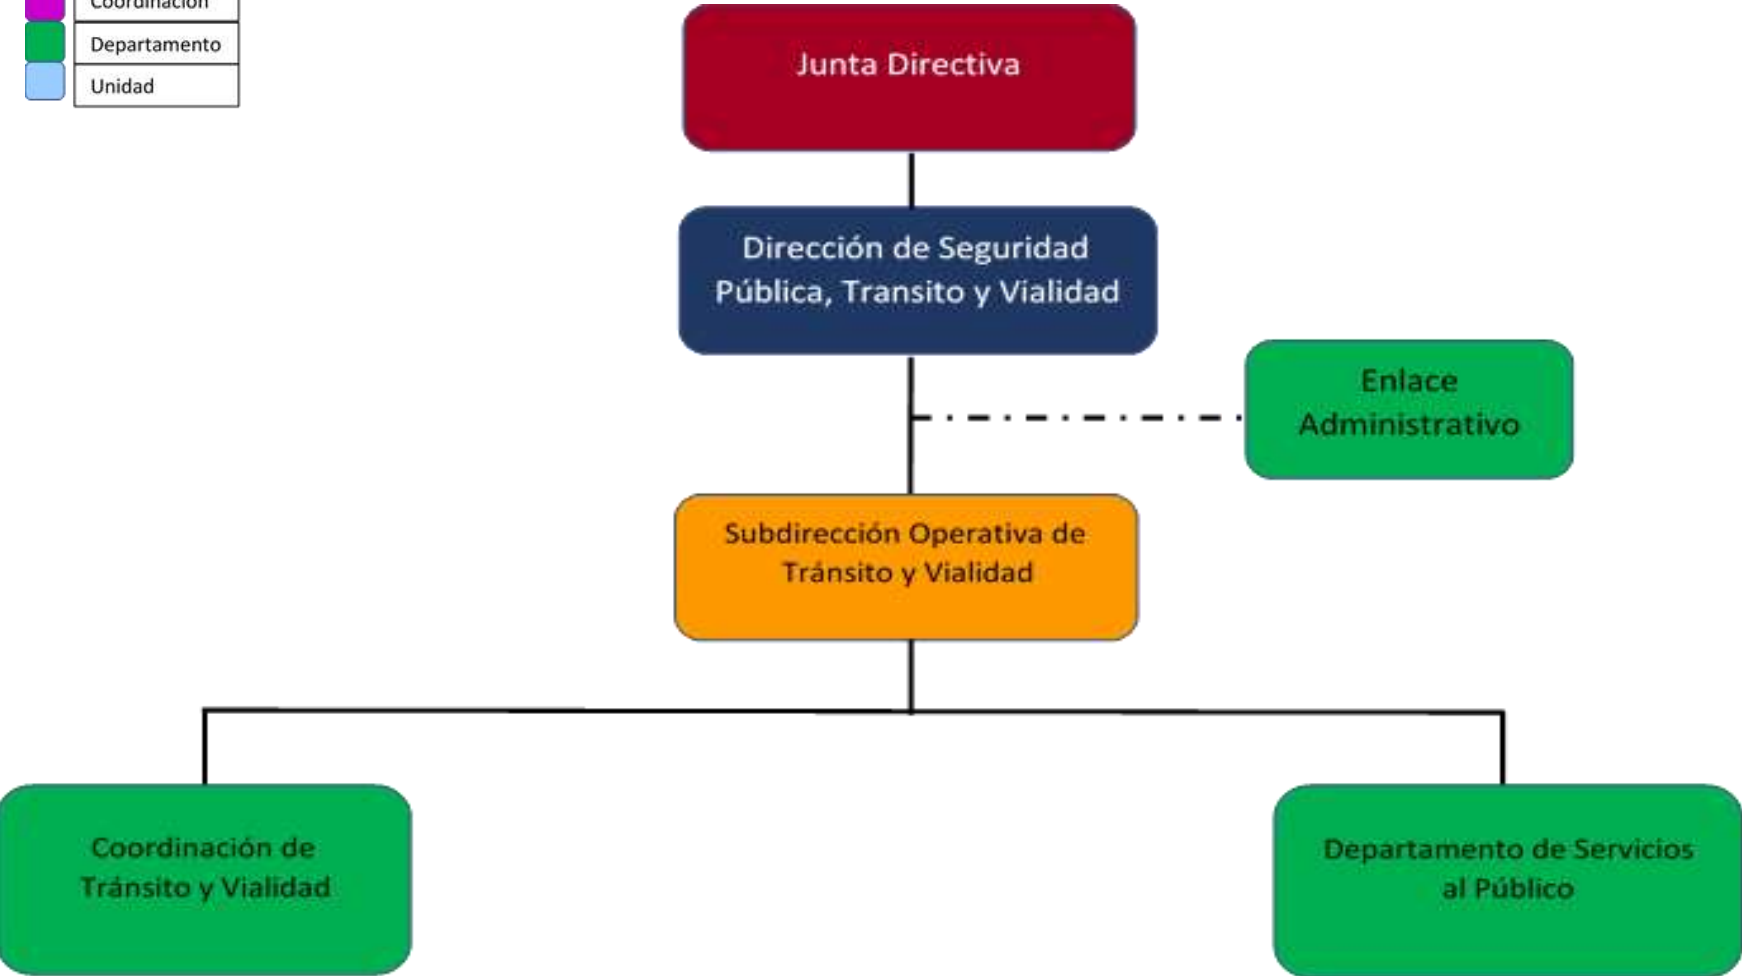 Coordinación
Departamento
Unidad
Junta Directiva
Dirección de Seguridad
Pública, Transito y Vialidad
Enlace
Administrativo
Subdirección Operativa de
Tránsito y Vialidad
Coordinación de
Tránsito y Vialidad
Departamento de Servicios
al Público